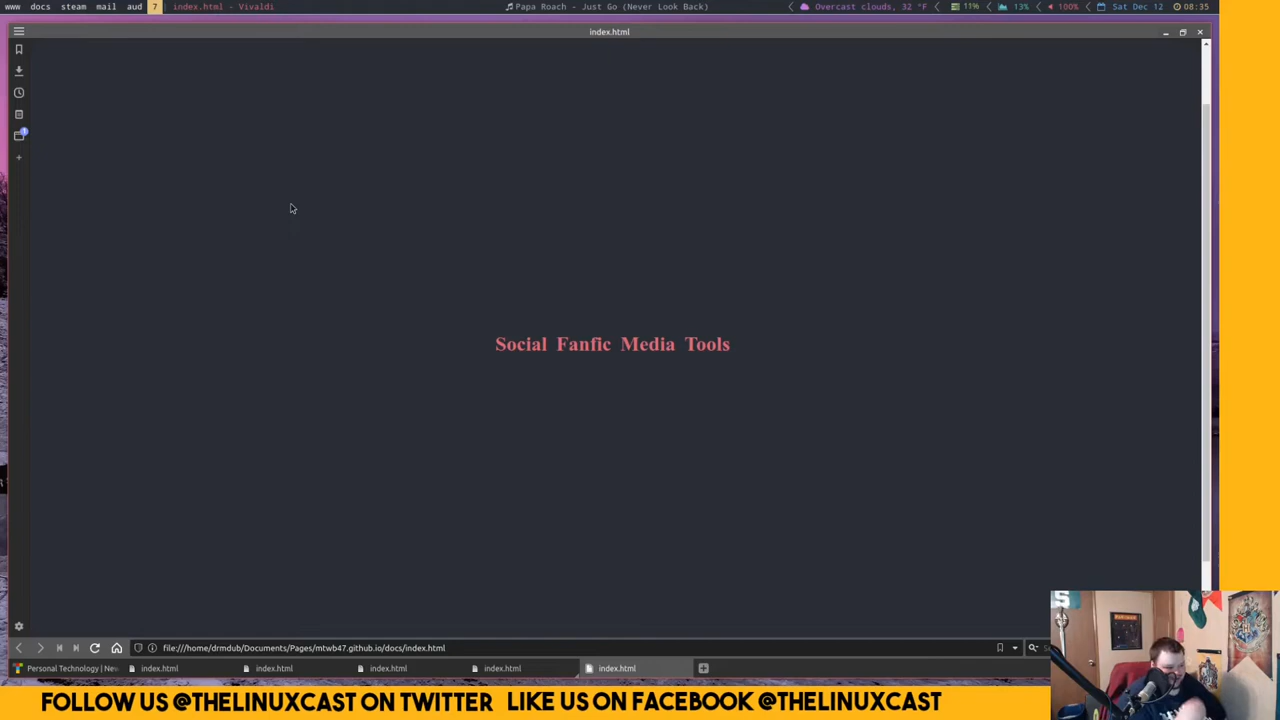 www docs steam mail aud 7 index.html - Vivaldi
Papa Roach - Just Go (Never Look Back)
Overcast clouds, 32 °F 11% 13% 100% Sat Dec 12 08:35
index.html
1
Social Fanfic Media Tools
file:///home/drmdub/Documents/Pages/mtwb47.github.io/docs/index.html
Personal Technology | Ne index.html index.html index.html index.html index.html
FOLLOW US @THELINUXCAST ON TWITTER LIKE US ON FACEBOOK @THELINUXCAST